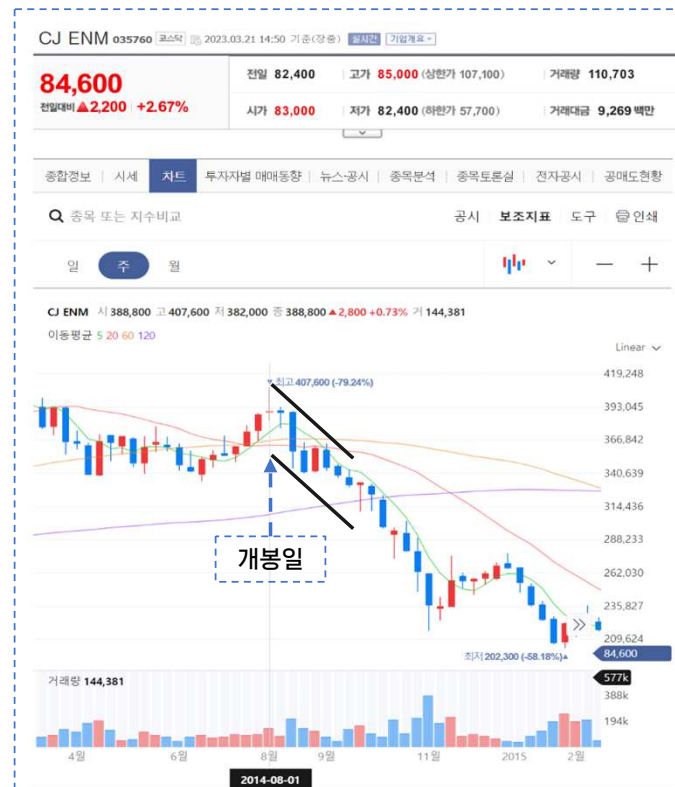 CJ ENM 035760 코스닥 2023.03.21 14:50 기준(장중) 실시간 기업개요
84,600
전일대비 ▲2,200 +2.67%
전일 82,400 고가 85,000 (상한가 107,100) 거래량 110,703
시가 83,000 저가 82,400 (하한가 57,700) 거래대금 9,269 백만
종합정보 시세 차트 투자자별 매매동향 뉴스·공시 종목분석 종목토론실 전자공시 공매도현황
종목 또는 지수비교 공시 보조지표 도구 인쇄
일 주 월
CJ ENM 시 388,800 고 407,600 저 382,000 종 388,800 ▲2,800 +0.73% 거 144,381
이동평균 5 20 60 120
Linear
최고 407,600 (-79.24%)
419,248
393,045
366,842
340,639
314,436
288,233
262,030
235,827
209,624
84,600
개봉일
최저 202,300 (-58.18%)
거래량 144,381
577k
388k
194k
4월 6월 8월 9월 11월 2015 2월
2014-08-01